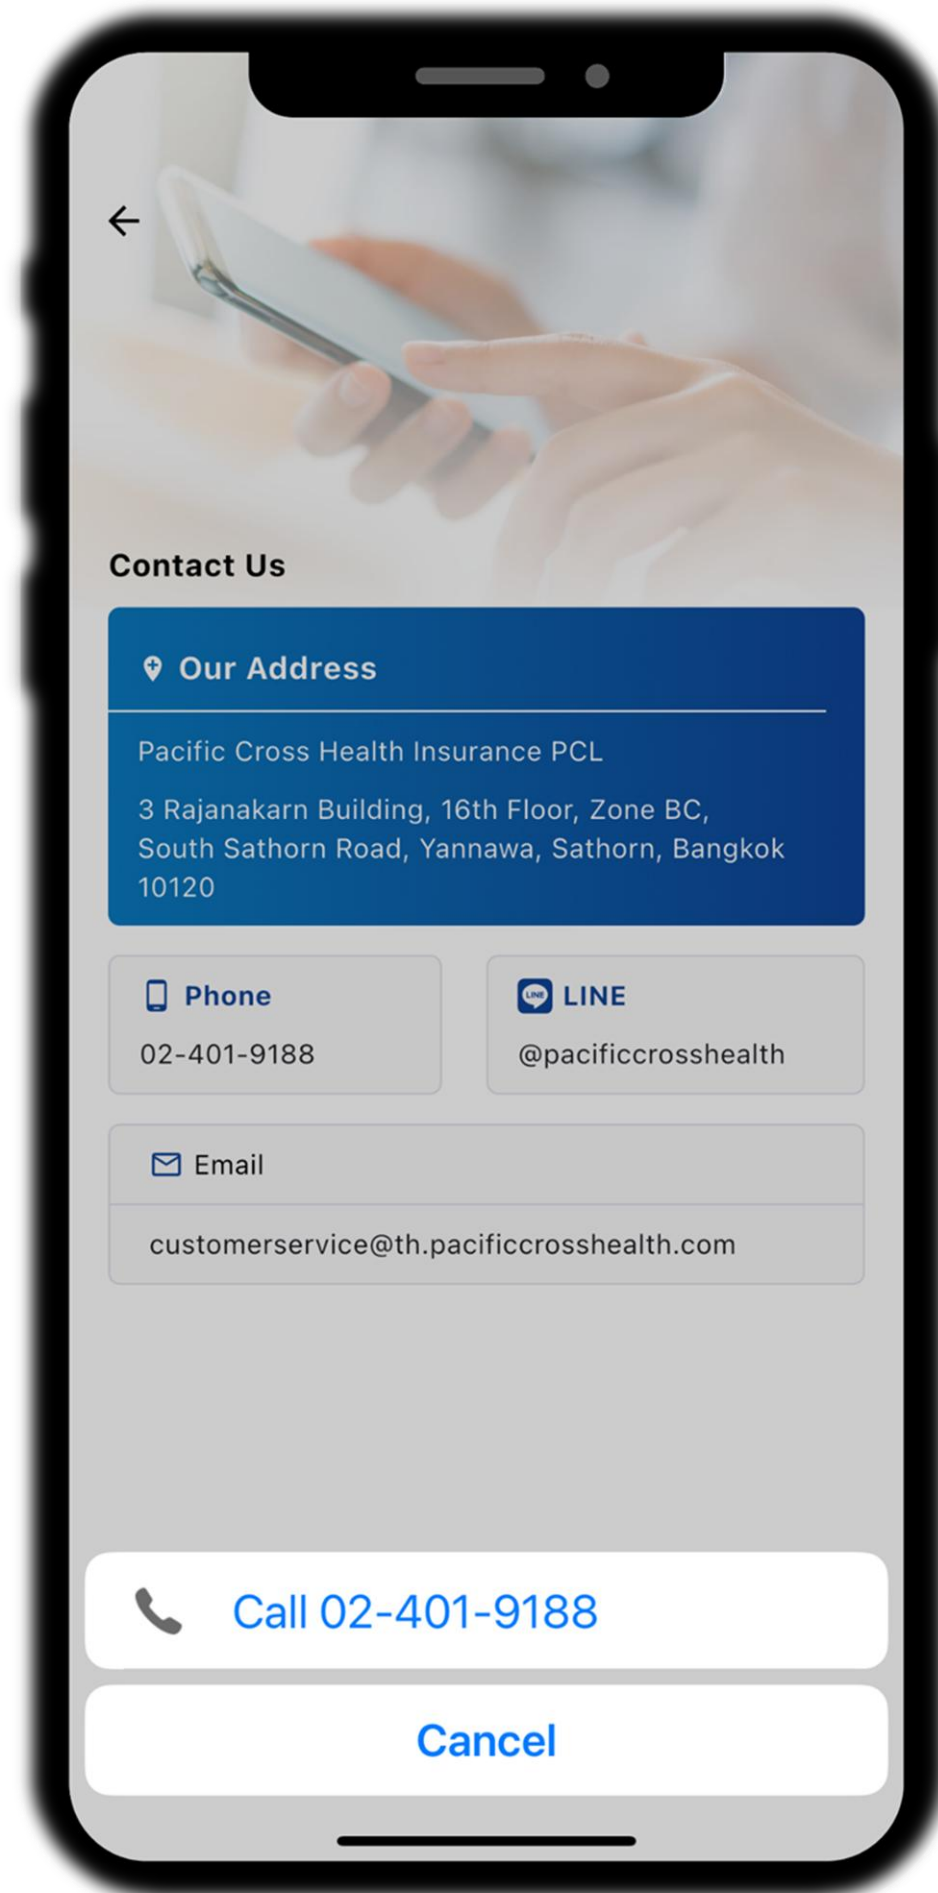 Contact Us
Our Address
Pacific Cross Health Insurance PCL
3 Rajanakarn Building, 16th Floor, Zone BC,
South Sathorn Road, Yannawa, Sathorn, Bangkok
10120
Phone
02-401-9188
LINE
LINE
@pacificcrosshealth
Email
customerservice@th.pacificcrosshealth.com
Call 02-401-9188
Cancel